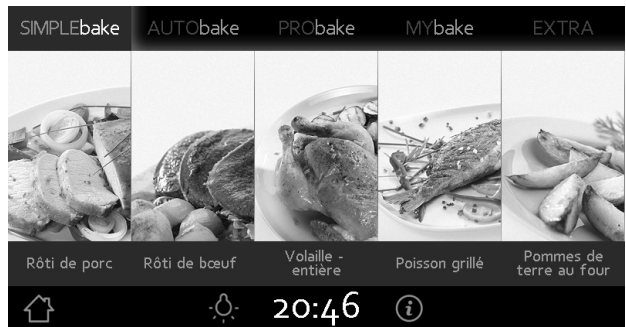 SIMPLEbake AUTObake PRObake MYbake EXTRA
Rôti de porc Rôti de bœuf Volaille - entière Poisson grillé Pommes de terre au four
20:46 i